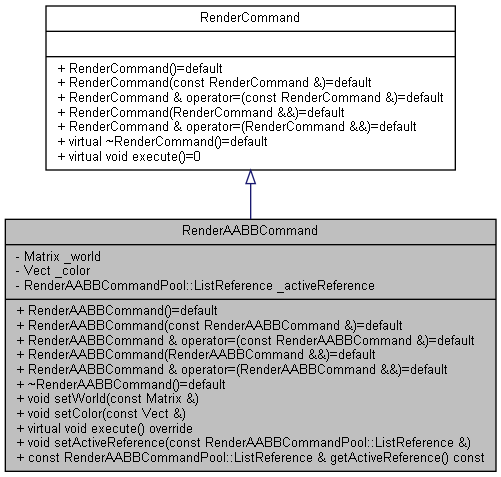 RenderCommand
+ RenderCommand()=default
+ RenderCommand(const RenderCommand &)=default
+ RenderCommand & operator=(const RenderCommand &)=default
+ RenderCommand(RenderCommand &&)=default
+ RenderCommand & operator=(RenderCommand &&)=default
+ virtual ~RenderCommand()=default
+ virtual void execute()=0
RenderAABBCommand
- Matrix _world
- Vect _color
- RenderAABBCommandPool::ListReference _activeReference
+ RenderAABBCommand()=default
+ RenderAABBCommand(const RenderAABBCommand &)=default
+ RenderAABBCommand & operator=(const RenderAABBCommand &)=default
+ RenderAABBCommand(RenderAABBCommand &&)=default
+ RenderAABBCommand & operator=(RenderAABBCommand &&)=default
+ ~RenderAABBCommand()=default
+ void setWorld(const Matrix &)
+ void setColor(const Vect &)
+ virtual void execute() override
+ void setActiveReference(const RenderAABBCommandPool::ListReference &)
+ const RenderAABBCommandPool::ListReference & getActiveReference() const